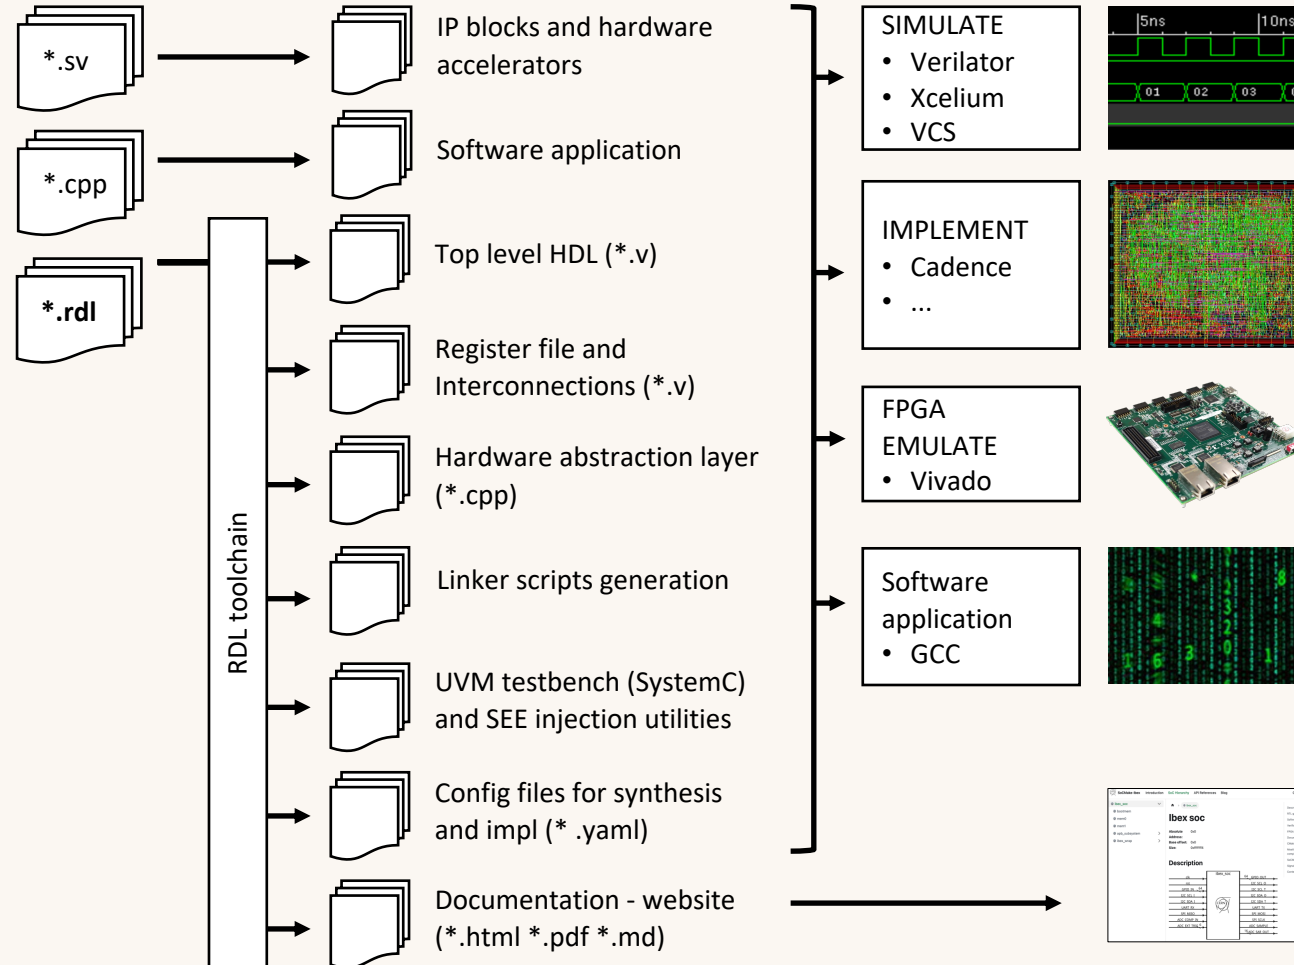 *.sv
*.cpp
*.rdl
RDL toolchain
IP blocks and hardware
accelerators
Software application
Top level HDL (*.v)
Register file and
Interconnections (*.v)
Hardware abstraction layer
(*.cpp)
Linker scripts generation
UVM testbench (SystemC)
and SEE injection utilities
Config files for synthesis
and impl (* .yaml)
Documentation - website
(*.html *.pdf *.md)
SIMULATE
• Verilator
• Xcelium
• VCS
IMPLEMENT
• Cadence
• ...
FPGA
EMULATE
• Vivado
Software
application
• GCC
5ns
10ns
01
02
03
XILINX
Ibex soc
Description